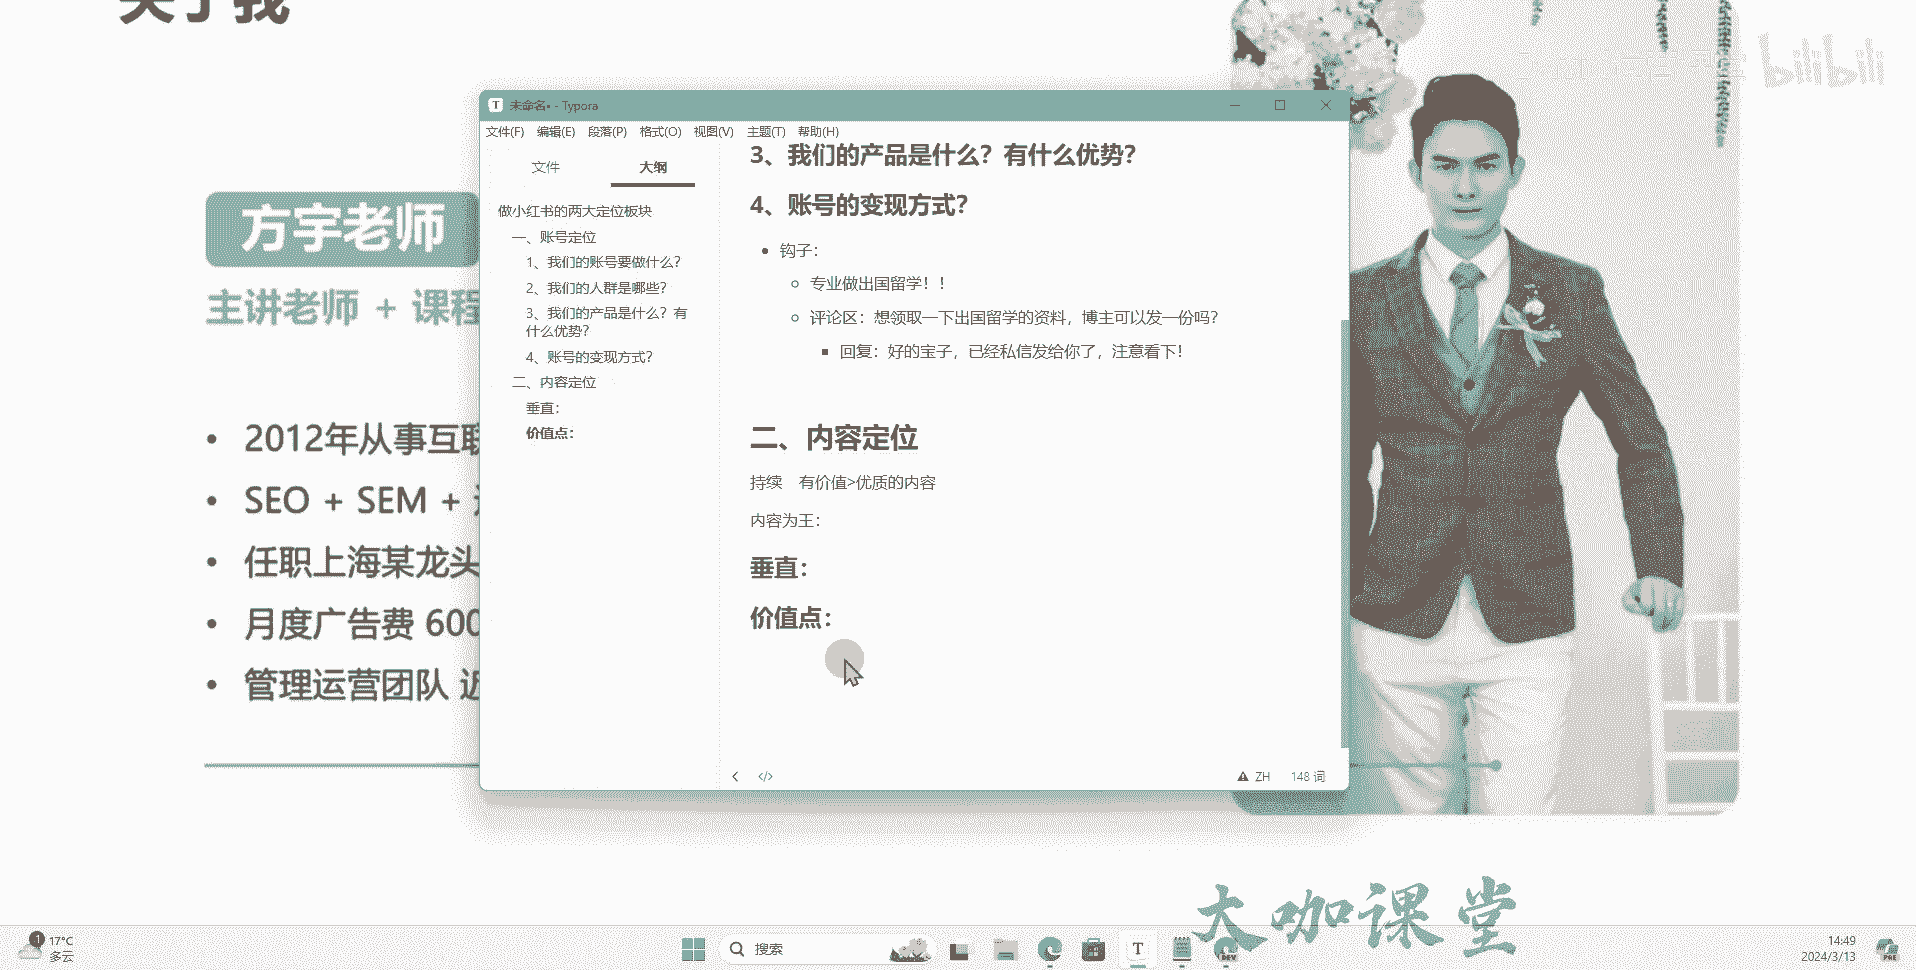 关于我
bilibili
未命名• - Typora
文件(F) 编辑(E) 段落(P) 格式(O) 视图(V) 主题(T) 帮助(H)
文件 大纲
做小红书的两大定位板块
一、账号定位
1、我们的账号要做什么？
2、我们的人群是哪些？
3、我们的产品是什么？有
什么优势？
4、账号的变现方式？
二、内容定位
垂直：
价值点：
3、我们的产品是什么？有什么优势？
4、账号的变现方式？
钩子：
专业做出国留学！！
评论区：想领取一下出国留学的资料，博主可以发一份吗？
回复：好的宝子，已经私信发给你了，注意看下！
二、内容定位
持续 有价值>优质的内容
内容为王：
垂直：
价值点：
</> ZH 148 词
方宇老师
主讲老师 + 课程
2012年从事互联
SEO + SEM +
任职上海某龙头
月度广告费 600
管理运营团队 近
大咖课堂
1 17°C
多云
搜索
T
DEV
14:49
2024/3/13
PRE